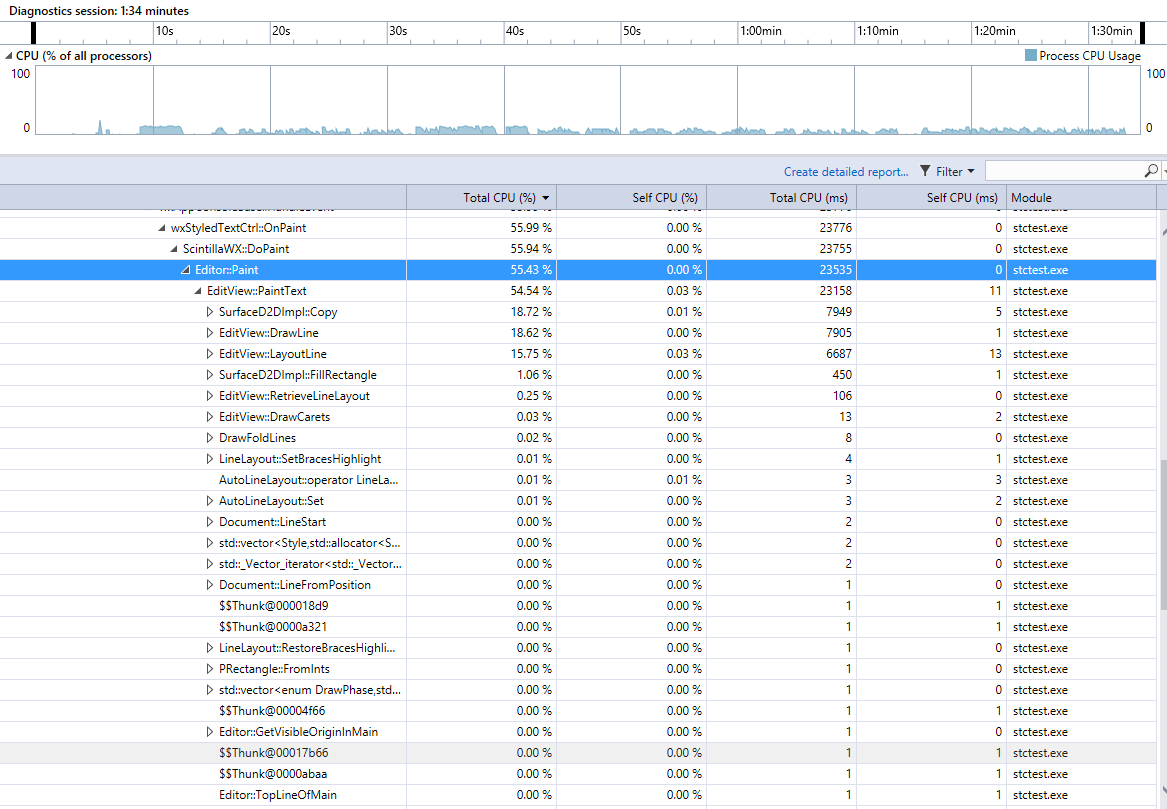 Diagnostics session: 1:34 minutes
10s 20s 30s 40s 50s 1:00min 1:10min 1:20min 1:30min
CPU (% of all processors) Process CPU Usage
100 100
0 0
Create detailed report... Filter
Total CPU (%) Self CPU (%) Total CPU (ms) Self CPU (ms) Module
wxStyledTextCtrl::OnPaint 55.99 % 0.00 % 23776 0 stctest.exe
ScintillaWX::DoPaint 55.94 % 0.00 % 23755 0 stctest.exe
Editor::Paint 55.43 % 0.00 % 23535 0 stctest.exe
EditView::PaintText 54.54 % 0.03 % 23158 11 stctest.exe
SurfaceD2DImpl::Copy 18.72 % 0.01 % 7949 5 stctest.exe
EditView::DrawLine 18.62 % 0.00 % 7905 1 stctest.exe
EditView::LayoutLine 15.75 % 0.03 % 6687 13 stctest.exe
SurfaceD2DImpl::FillRectangle 1.06 % 0.00 % 450 1 stctest.exe
EditView::RetrieveLineLayout 0.25 % 0.00 % 106 0 stctest.exe
EditView::DrawCarets 0.03 % 0.00 % 13 2 stctest.exe
DrawFoldLines 0.02 % 0.00 % 8 0 stctest.exe
LineLayout::SetBracesHighlight 0.01 % 0.00 % 4 1 stctest.exe
AutoLineLayout::operator LineLa... 0.01 % 0.01 % 3 3 stctest.exe
AutoLineLayout::Set 0.01 % 0.00 % 3 2 stctest.exe
Document::LineStart 0.00 % 0.00 % 2 0 stctest.exe
std::vector<Style,std::allocator<S... 0.00 % 0.00 % 2 0 stctest.exe
std::_Vector_iterator<std::_Vector... 0.00 % 0.00 % 2 0 stctest.exe
Document::LineFromPosition 0.00 % 0.00 % 1 0 stctest.exe
$$Thunk@000018d9 0.00 % 0.00 % 1 1 stctest.exe
$$Thunk@0000a321 0.00 % 0.00 % 1 1 stctest.exe
LineLayout::RestoreBracesHighli... 0.00 % 0.00 % 1 0 stctest.exe
PRectangle::FromInts 0.00 % 0.00 % 1 0 stctest.exe
std::vector<enum DrawPhase,std... 0.00 % 0.00 % 1 0 stctest.exe
$$Thunk@00004f66 0.00 % 0.00 % 1 1 stctest.exe
Editor::GetVisibleOriginInMain 0.00 % 0.00 % 1 0 stctest.exe
$$Thunk@00017b66 0.00 % 0.00 % 1 1 stctest.exe
$$Thunk@0000abaa 0.00 % 0.00 % 1 1 stctest.exe
Editor::TopLineOfMain 0.00 % 0.00 % 1 1 stctest.exe